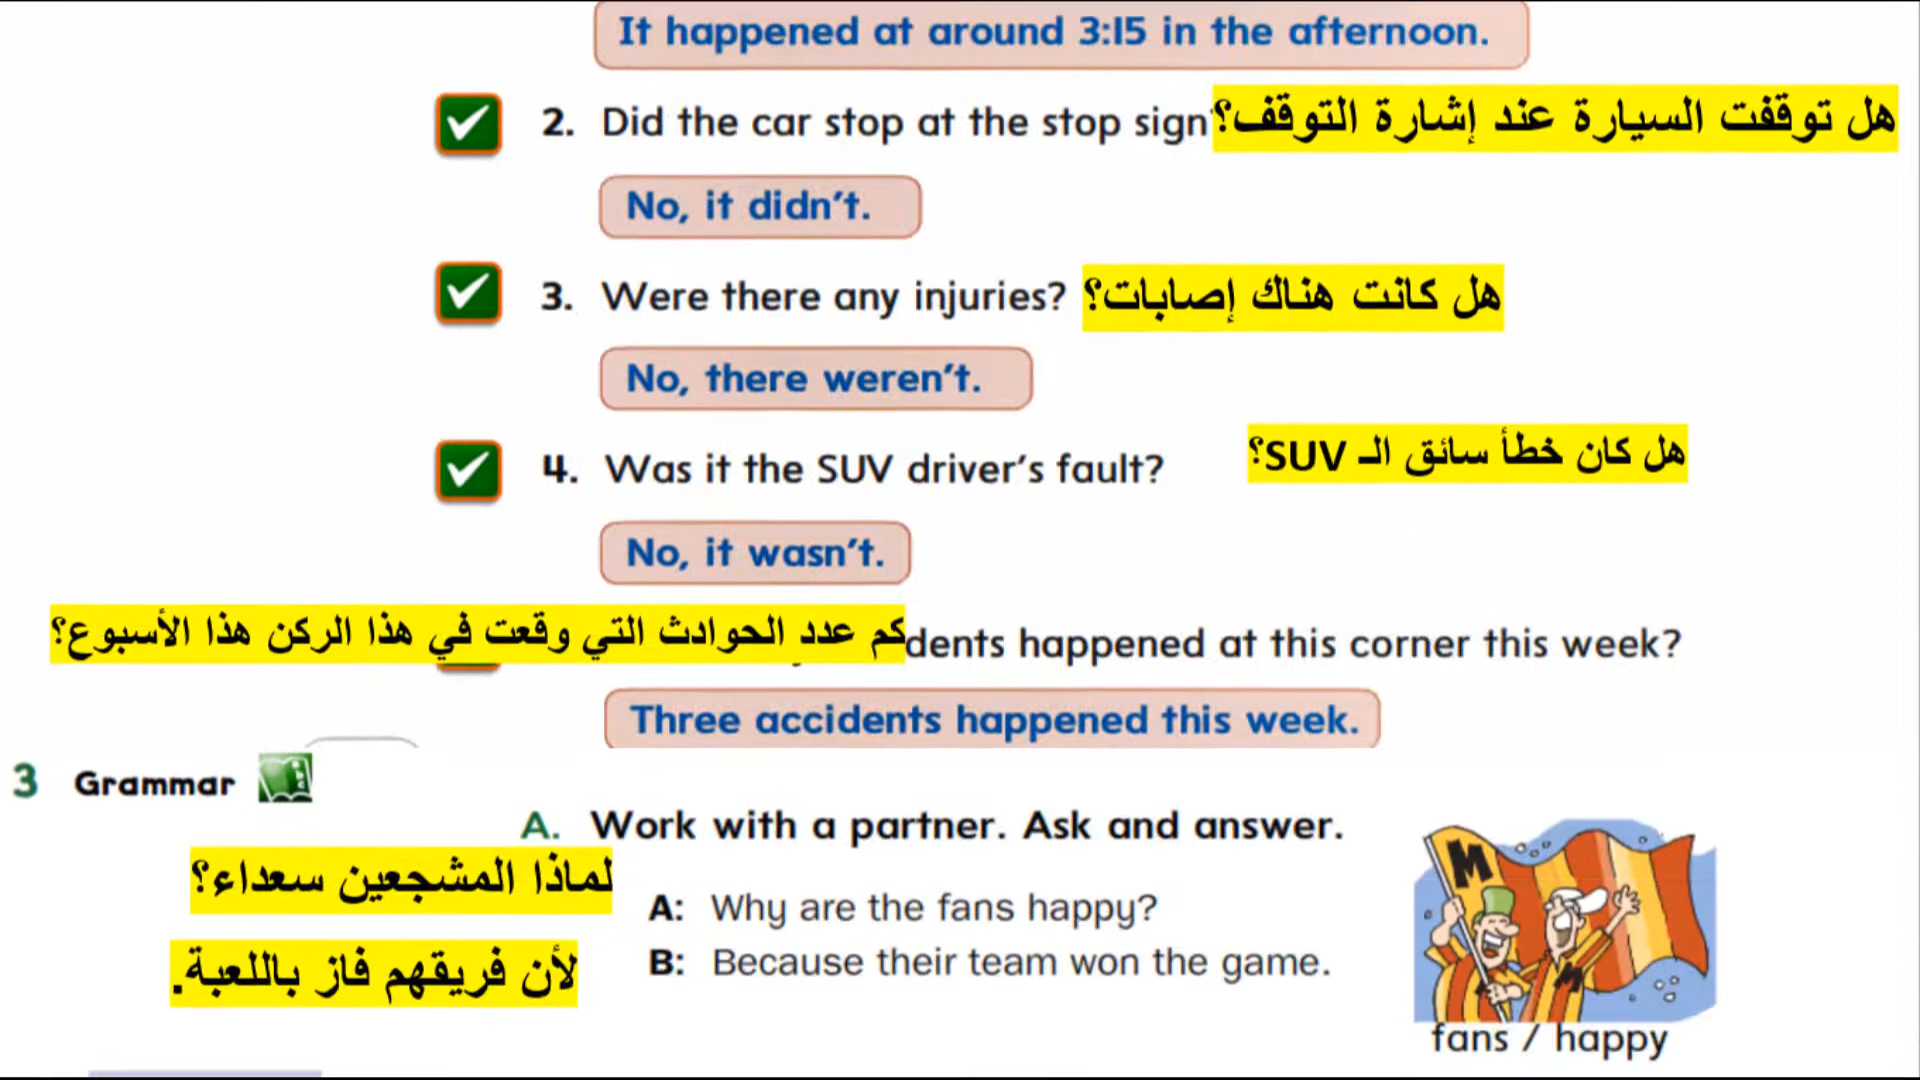 It happened at around 3:15 in the afternoon.
2. Did the car stop at the stop sign هل توقفت السيارة عند إشارة التوقف؟
No, it didn't.
3. Were there any injuries? هل كانت هناك إصابات؟
No, there weren't.
4. Was it the SUV driver's fault? هل كان خطأ سائق الـ SUV؟
No, it wasn't.
كم عدد الحوادث التي وقعت في هذا الركن هذا الأسبوع؟ dents happened at this corner this week?
Three accidents happened this week.
3 Grammar
A. Work with a partner. Ask and answer.
لماذا المشجعين سعداء؟
A: Why are the fans happy?
لأن فريقهم فاز باللعبة.
B: Because their team won the game.
M
M
fans / happy